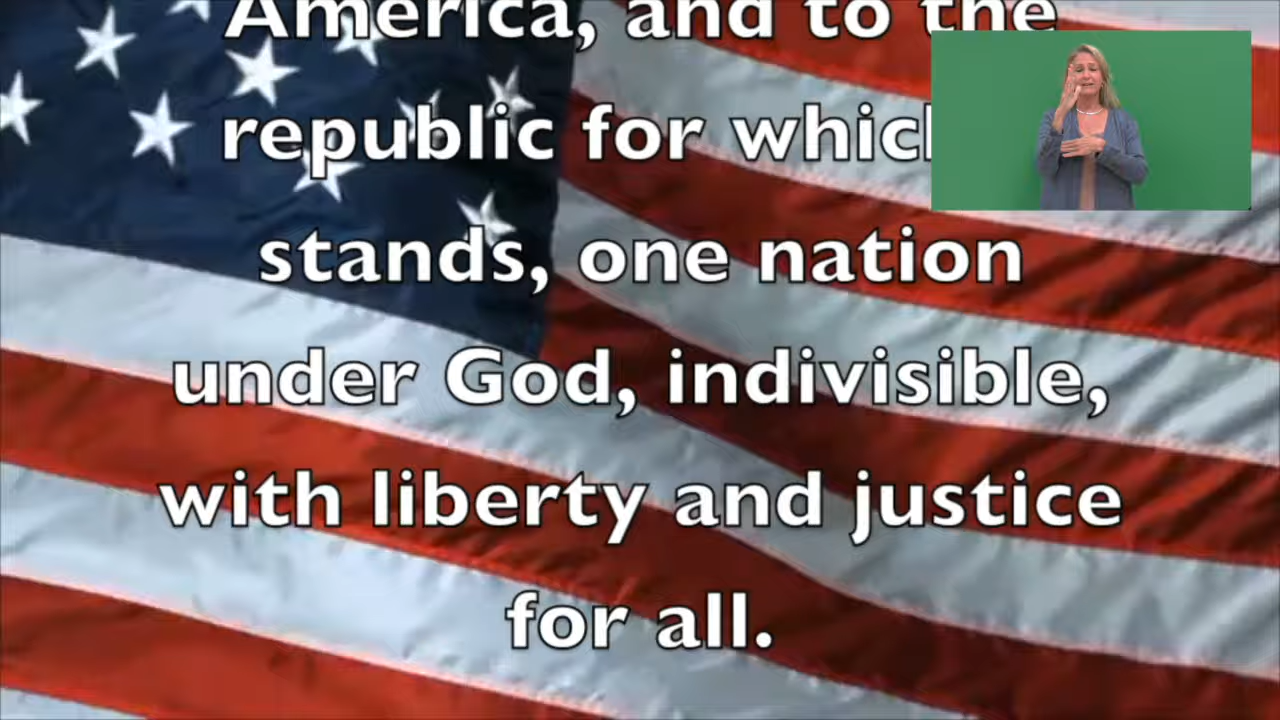 America, and to the
republic for which
stands, one nation
under God, indivisible,
with liberty and justice
for all.